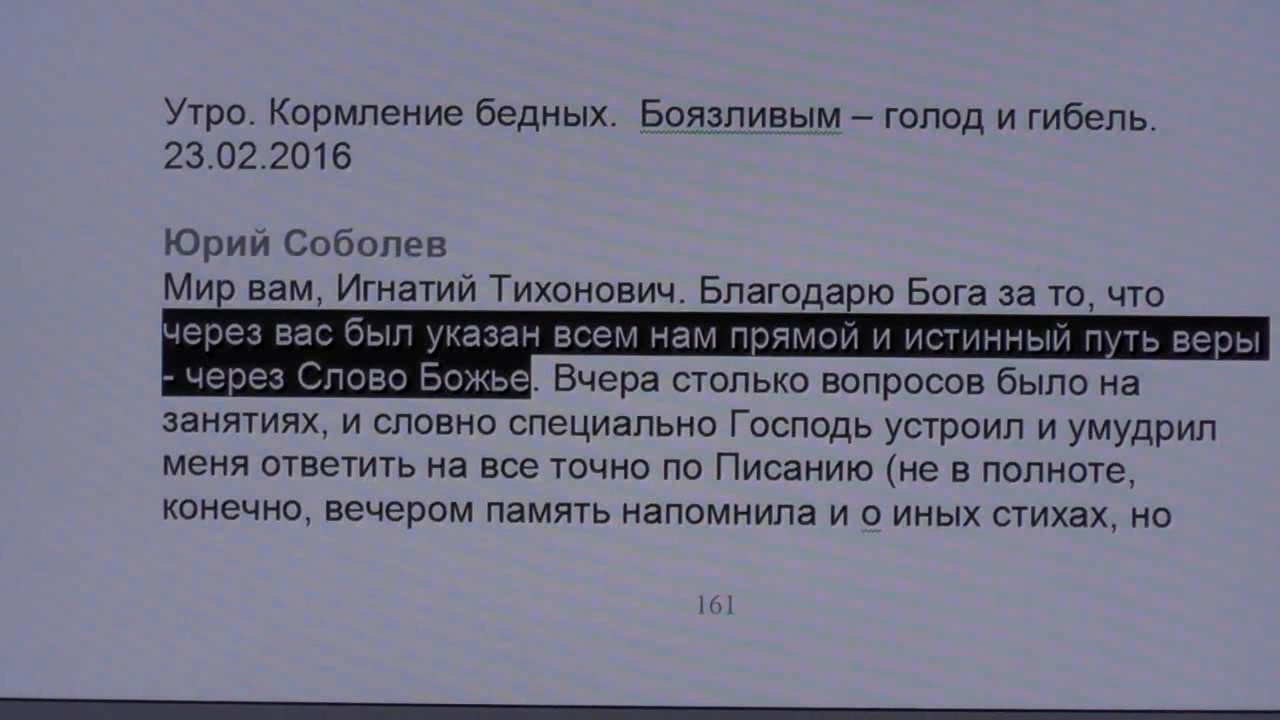 Утро. Кормление бедных. Боязливым – голод и гибель.
23.02.2016
Юрий Соболев
Мир вам, Игнатий Тихонович. Благодарю Бога за то, что
через вас был указан всем нам прямой и истинный путь веры
- через Слово Божье. Вчера столько вопросов было на
занятиях, и словно специально Господь устроил и умудрил
меня ответить на все точно по Писанию (не в полноте,
конечно, вечером память напомнила и о иных стихах, но
161